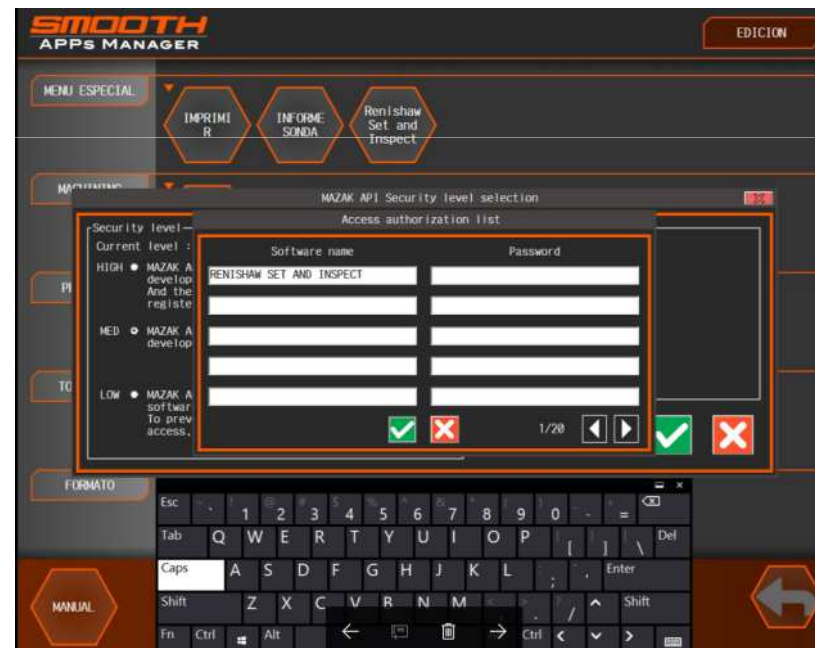 SMOOTH
APPS MANAGER
EDICION
MENU ESPECIAL
IMPRIMI
R
INFORME
SONDA
Renishaw
Set and
Inspect
MAZAK API Security level selection
Access authorization list
Security level
Current level :
Software name
Password
HIGH
MAZAK A
develop
And the
registe
RENISHAW SET AND INSPECT
MED
MAZAK A
develop
LOW
MAZAK A
softwar
To prev
access.
1/20
FORMATO
Esc
1 2 3 4 5 6 7 8 9 0 - =
Tab Q W E R T Y U I O P [ ] \ Del
Caps A S D F G H J K L ; ' Enter
Shift Z X C V B N M . / Shift
Fn Ctrl Alt Ctrl
MANUAL